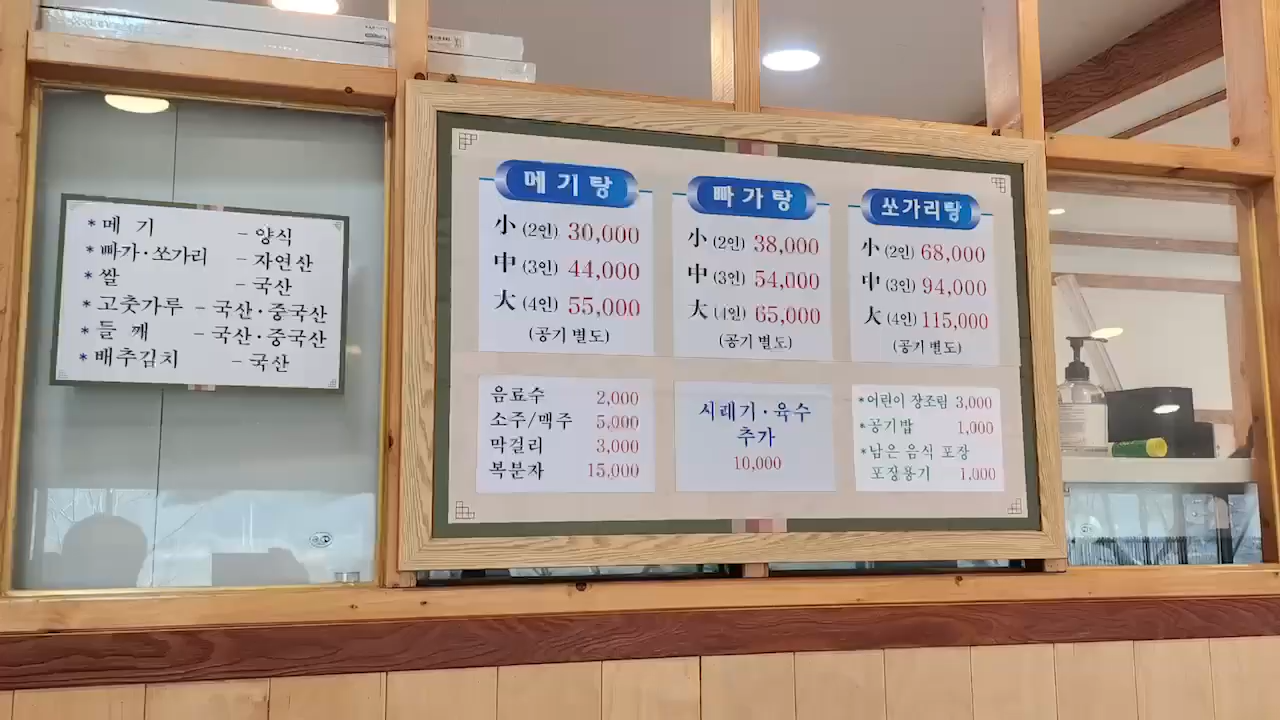 *메 기 - 양식
*빠가·쏘가리 - 자연산
*쌀 - 국산
*고춧가루 - 국산·중국산
*들 깨 - 국산·중국산
*배추김치 - 국산
메기탕
小 (2인) 30,000
中 (3인) 44,000
大 (4인) 55,000
(공기 별도)
빠가탕
小 (2인) 38,000
中 (3인) 54,000
大 (4인) 65,000
(공기 별도)
쏘가리탕
小 (2인) 68,000
中 (3인) 94,000
大 (4인) 115,000
(공기 별도)
음료수 2,000
소주/맥주 5,000
막걸리 3,000
복분자 15,000
시래기·육수
추가
10,000
*어린이 장조림 3,000
*공기밥 1,000
*남은 음식 포장
포장용기 1,000